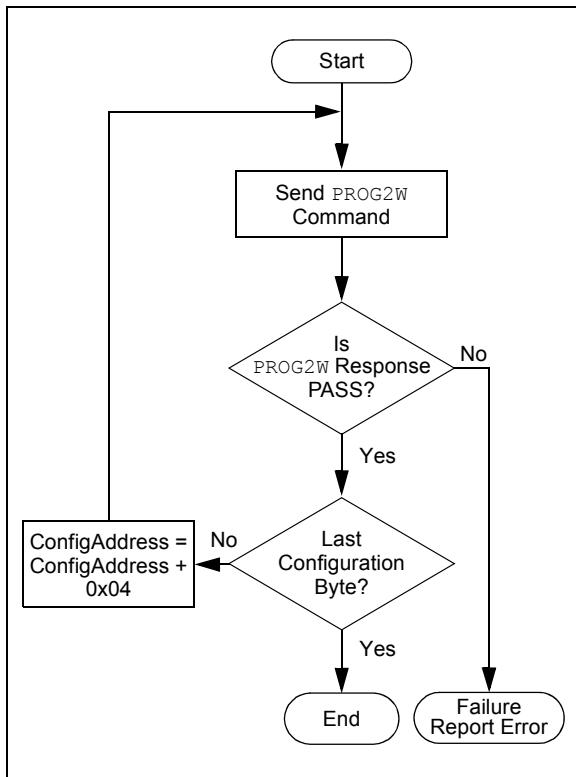 Start
Send PROG2W
Command
Is
PROG2W Response
PASS?
No
Yes
ConfigAddress =
ConfigAddress +
0x04
No
Last
Configuration
Byte?
Yes
End
Failure
Report Error